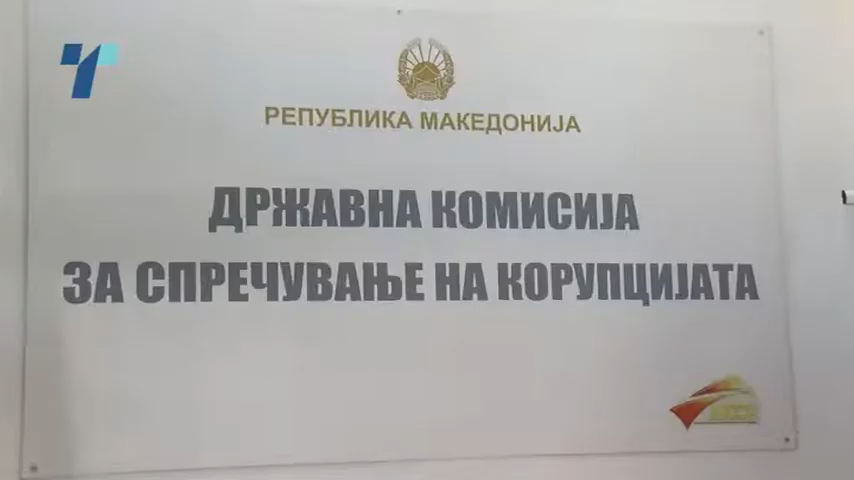 РЕПУБЛИКА МАКЕДОНИЈА
ДРЖАВНА КОМИСИЈА
ЗА СПРЕЧУВАЊЕ НА КОРУПЦИЈАТА